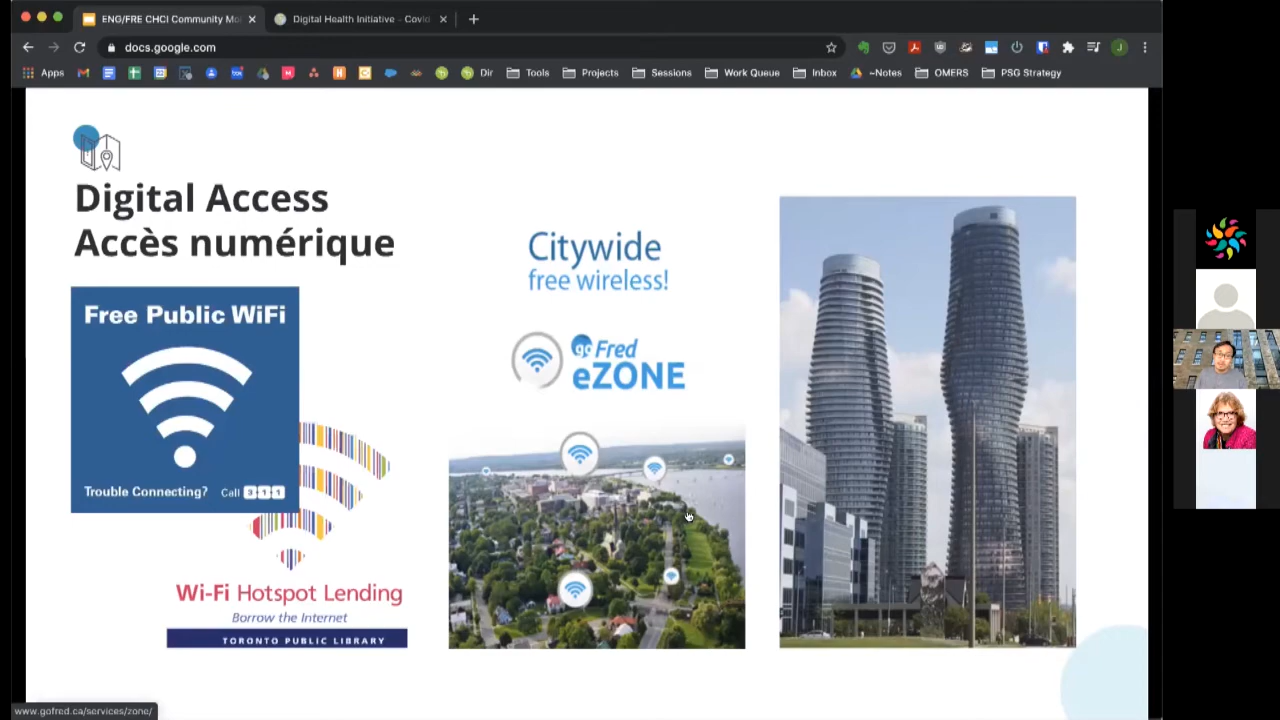 ENG/FRE CHCI Community Mo
Digital Health Initiative - Covid
docs.google.com
Apps
Dir
Tools
Projects
Sessions
Work Queue
Inbox
~Notes
OMERS
PSG Strategy
J
Digital Access
Accès numérique
Free Public WiFi
Trouble Connecting? Call 311
Wi-Fi Hotspot Lending
Borrow the Internet
TORONTO PUBLIC LIBRARY
Citywide
free wireless!
go Fred
eZONE
www.gofred.ca/services/zone/